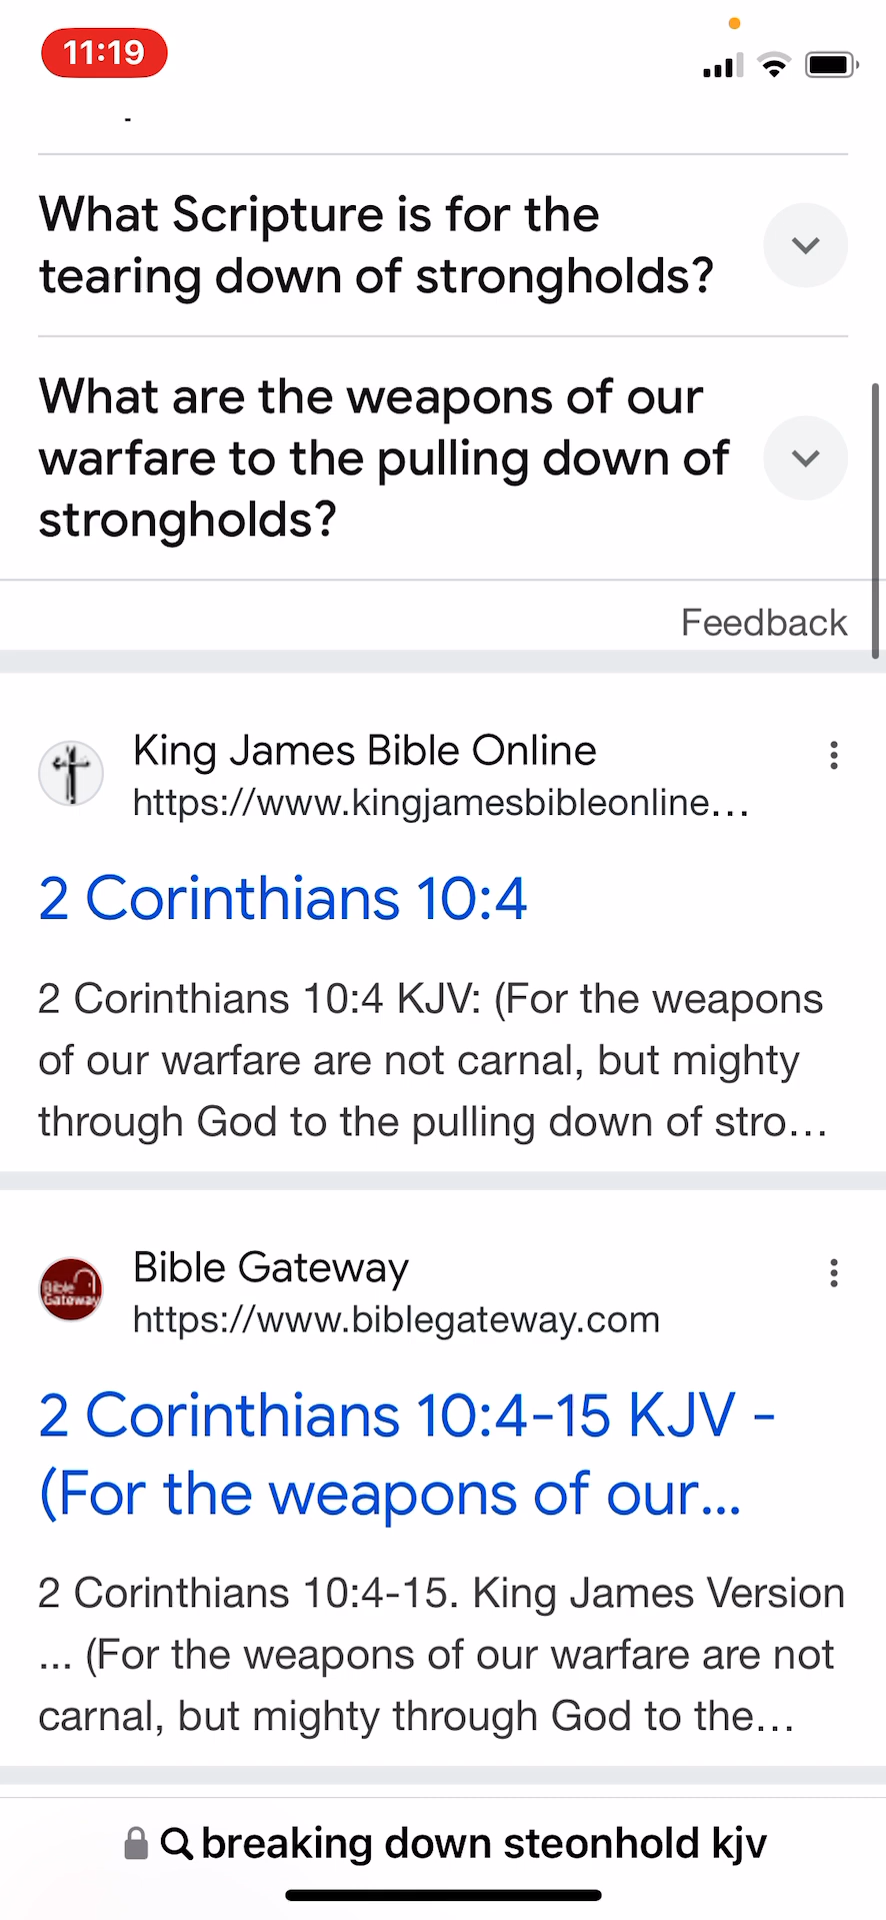 11:19
What Scripture is for the
tearing down of strongholds?
What are the weapons of our
warfare to the pulling down of
strongholds?
Feedback
King James Bible Online
https://www.kingjamesbibleonline...
2 Corinthians 10:4
2 Corinthians 10:4 KJV: (For the weapons
of our warfare are not carnal, but mighty
through God to the pulling down of stro...
Bible Gateway
Bible
Gateway
https://www.biblegateway.com
2 Corinthians 10:4-15 KJV -
(For the weapons of our...
2 Corinthians 10:4-15. King James Version
... (For the weapons of our warfare are not
carnal, but mighty through God to the...
breaking down steonhold kjv